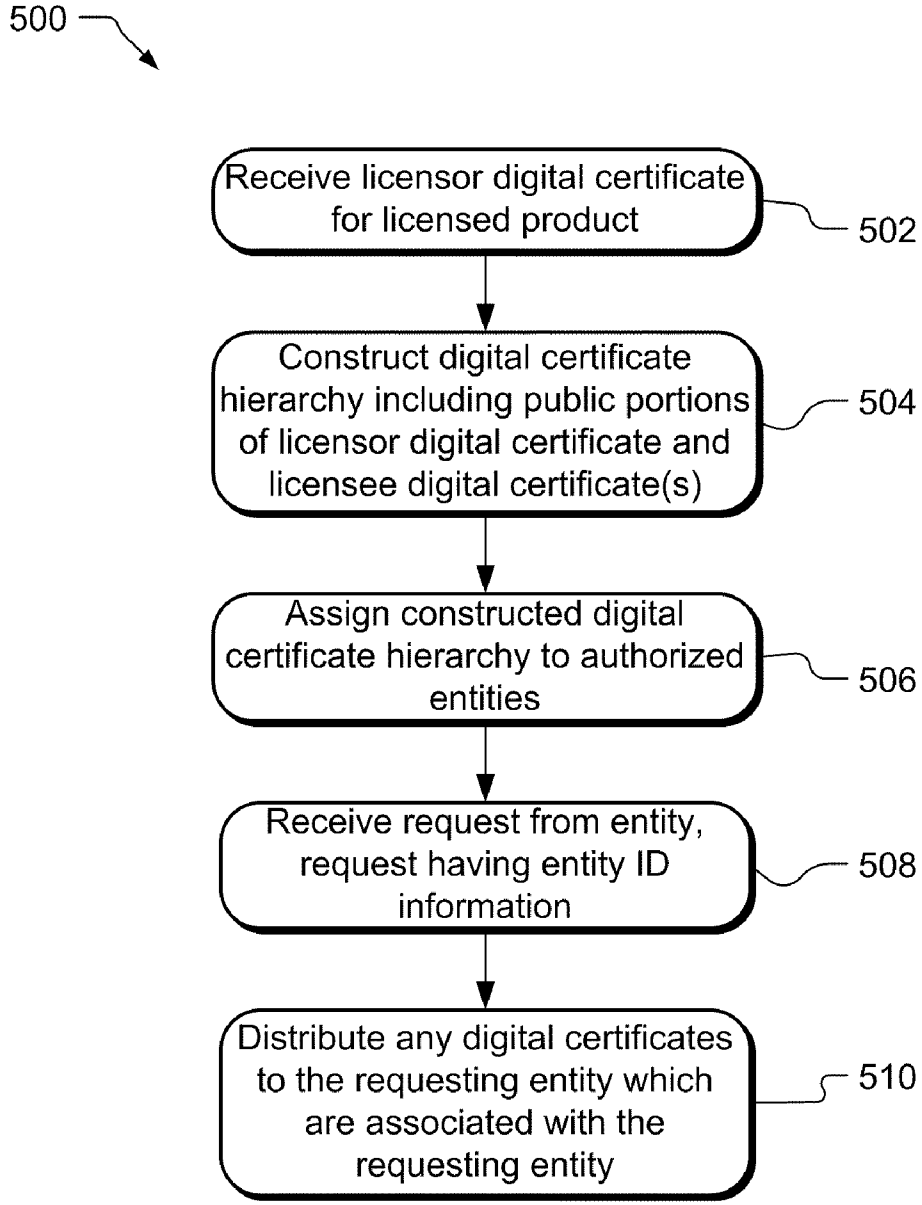 500
Receive licensor digital certificate
for licensed product
502
Construct digital certificate
hierarchy including public portions
of licensor digital certificate and
licensee digital certificate(s)
504
Assign constructed digital
certificate hierarchy to authorized
entities
506
Receive request from entity,
request having entity ID
information
508
Distribute any digital certificates
to the requesting entity which
are associated with the
requesting entity
510